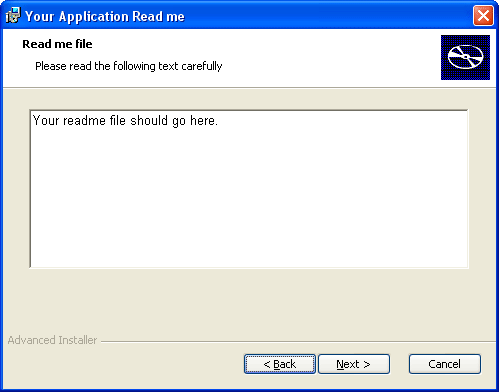 Your Application Read me
Read me file
Please read the following text carefully
Your readme file should go here.
Advanced Installer
< Back
Next >
Cancel